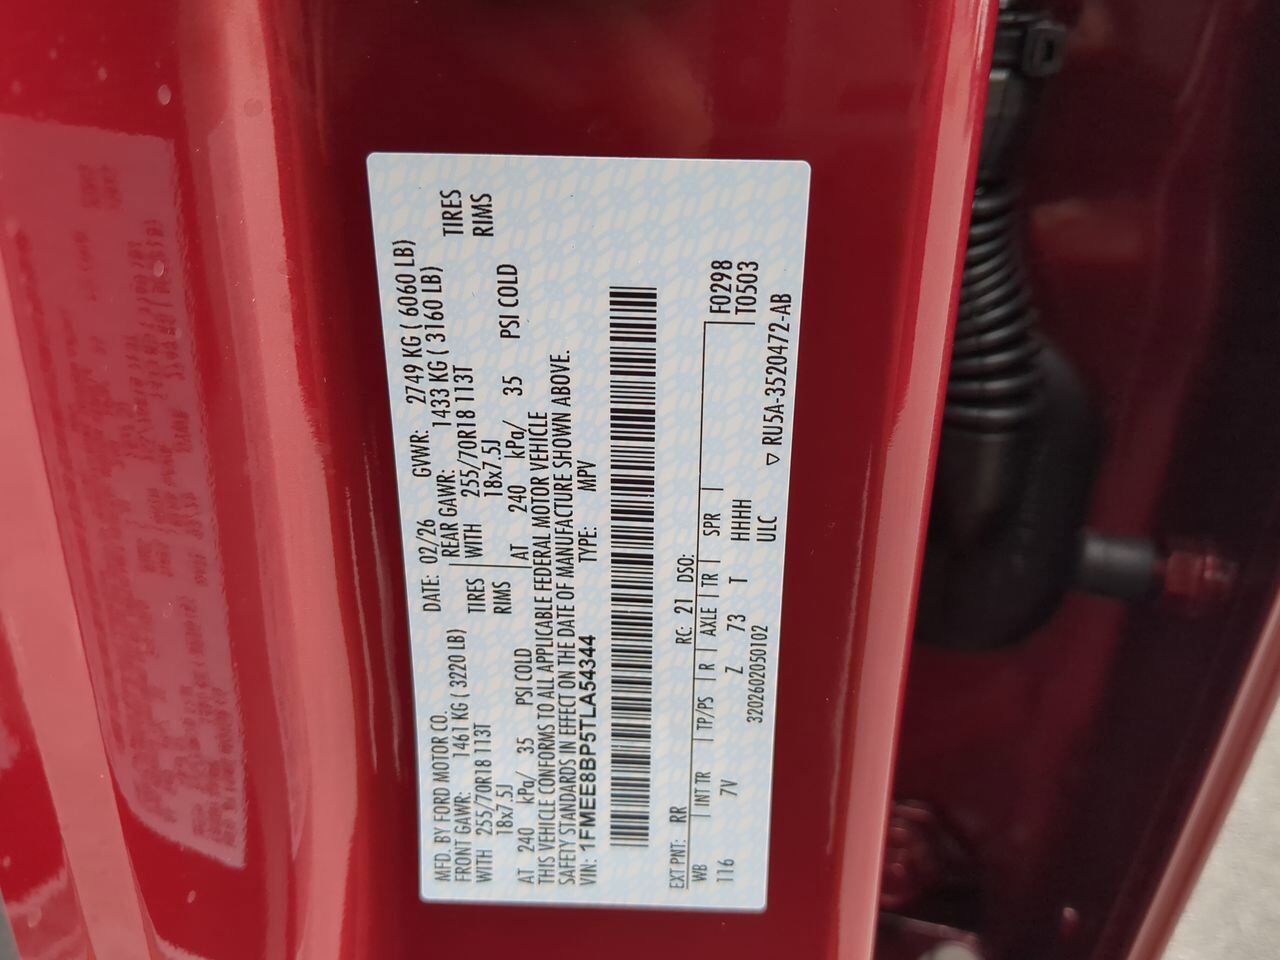 MFD. BY FORD MOTOR CO. DATE: 02/26 GVWR: 2749 KG ( 6060 LB)
FRONT GAWR: 1461 KG ( 3220 LB) REAR GAWR: 1433 KG ( 3160 LB)
WITH 255/70R18 113T TIRES WITH 255/70R18 113T TIRES
18x7.5J RIMS 18x7.5J RIMS
AT 240 kPa/ 35 PSI COLD AT 240 kPa/ 35 PSI COLD
THIS VEHICLE CONFORMS TO ALL APPLICABLE FEDERAL MOTOR VEHICLE
SAFETY STANDARDS IN EFFECT ON THE DATE OF MANUFACTURE SHOWN ABOVE.
VIN: 1FMEE8BP5TLA54344 TYPE: MPV
EXT PNT: RR RC: 21 DSO: F0298
WB INT TR TP/PS R AXLE TR SPR T0503
116 7V Z 73 T HHHH
3202602050102 ULC ▽ RU5A-3520472-AB